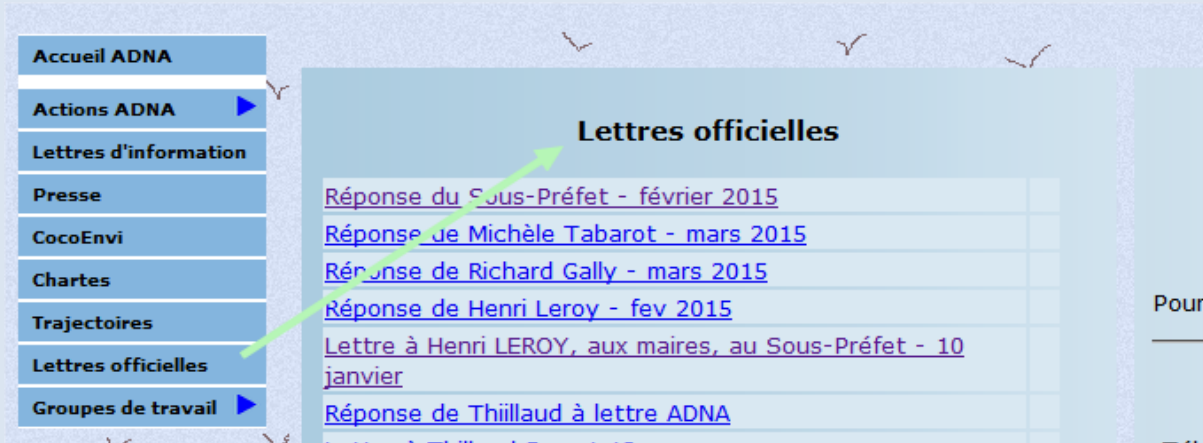 Accueil ADNA
Actions ADNA
Lettres d'information
Presse
CocoEnvi
Chartes
Trajectoires
Lettres officielles
Groupes de travail
Lettres officielles
Réponse du Sous-Préfet - février 2015
Réponse de Michèle Tabarot - mars 2015
Réponse de Richard Gally - mars 2015
Réponse de Henri Leroy - fev 2015
Lettre à Henri LEROY, aux maires, au Sous-Préfet - 10
janvier
Réponse de Thiillaud à lettre ADNA
Pour